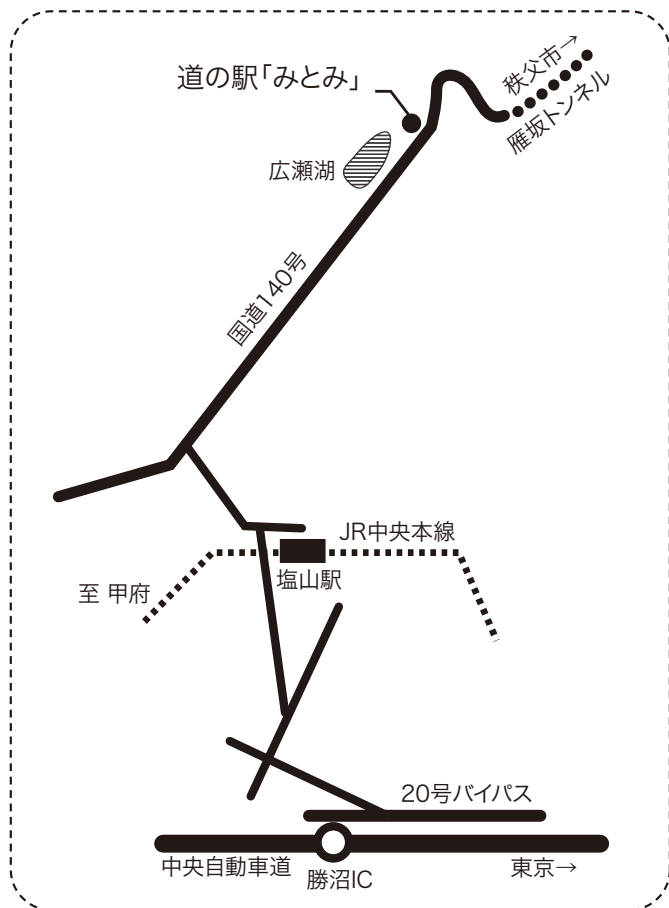 秩父市→
道の駅「みとみ」
雁坂トンネル
広瀬湖
国道140号
JR中央本線
塩山駅
至 甲府
20号バイパス
中央自動車道
勝沼IC
東京→